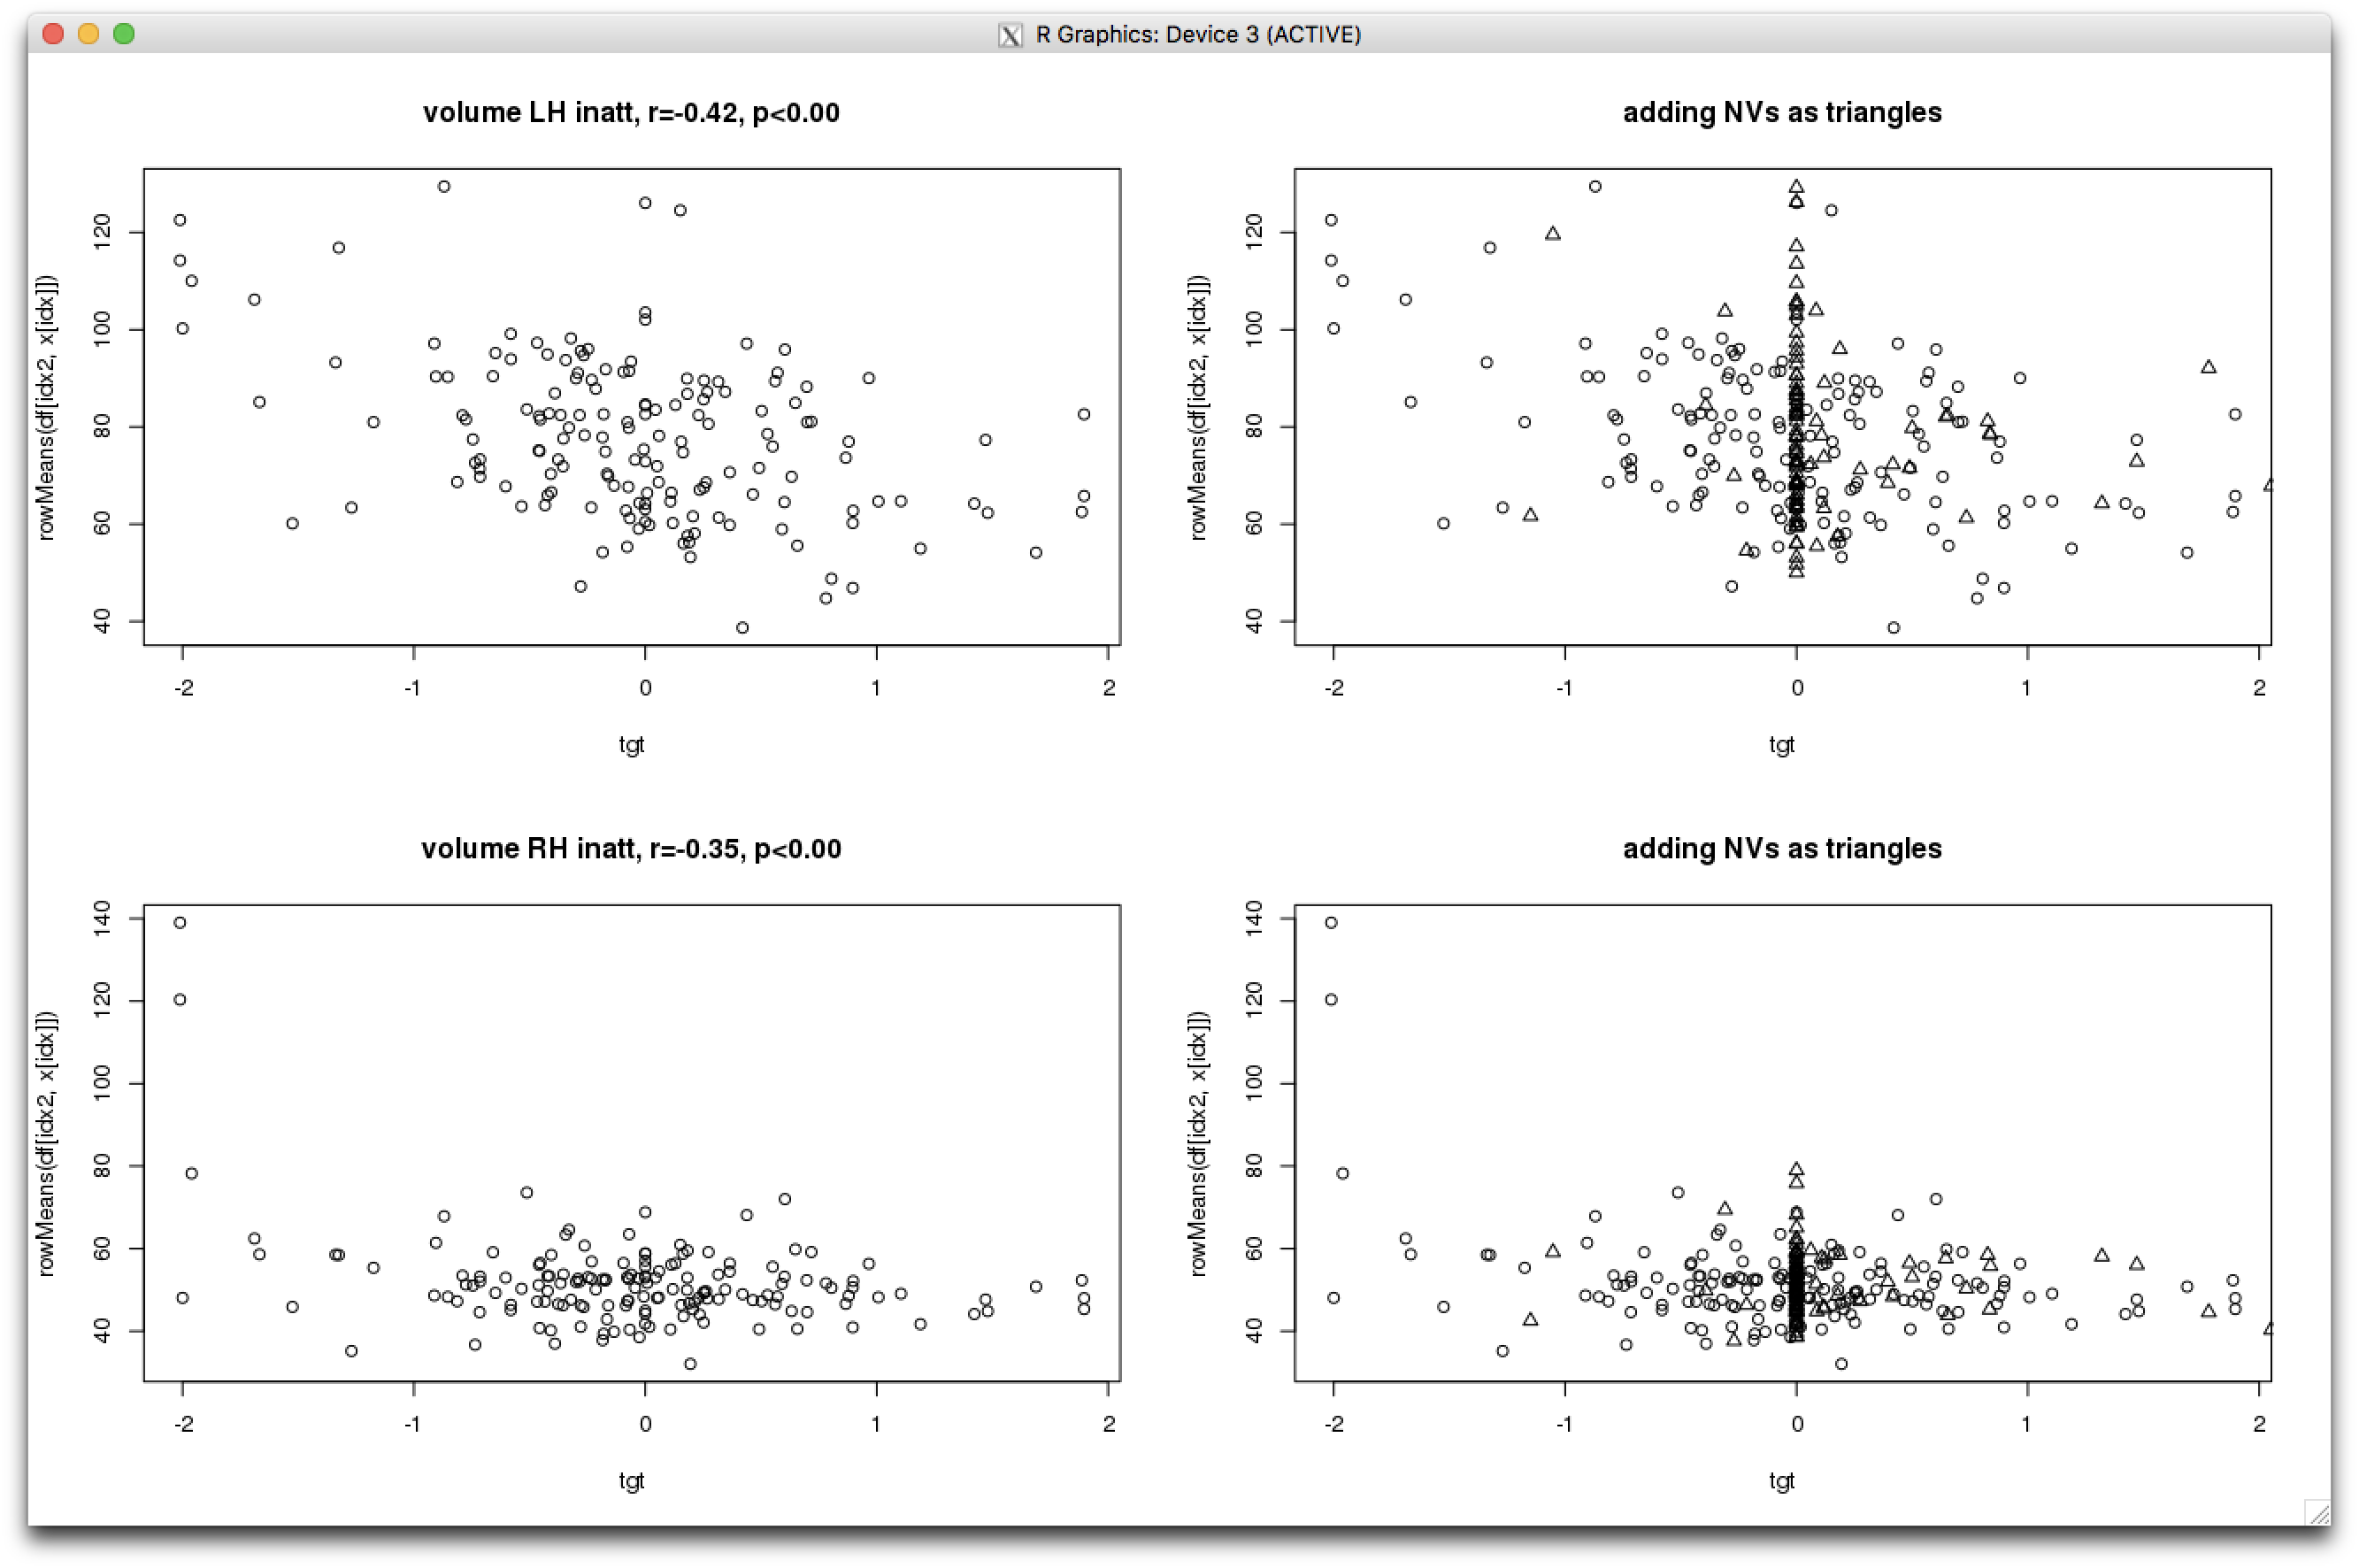 R Graphics: Device 3 (ACTIVE)
volume LH inatt, r=-0.42, p<0.00
rowMeans(df[idx2, x[idx]])
120
100
80
60
40
-2 -1 0 1 2
tgt
adding NVs as triangles
rowMeans(df[idx2, x[idx]])
120
100
80
60
40
-2 -1 0 1 2
tgt
volume RH inatt, r=-0.35, p<0.00
rowMeans(df[idx2, x[idx]])
140
120
100
80
60
40
-2 -1 0 1 2
tgt
adding NVs as triangles
rowMeans(df[idx2, x[idx]])
140
120
100
80
60
40
-2 -1 0 1 2
tgt